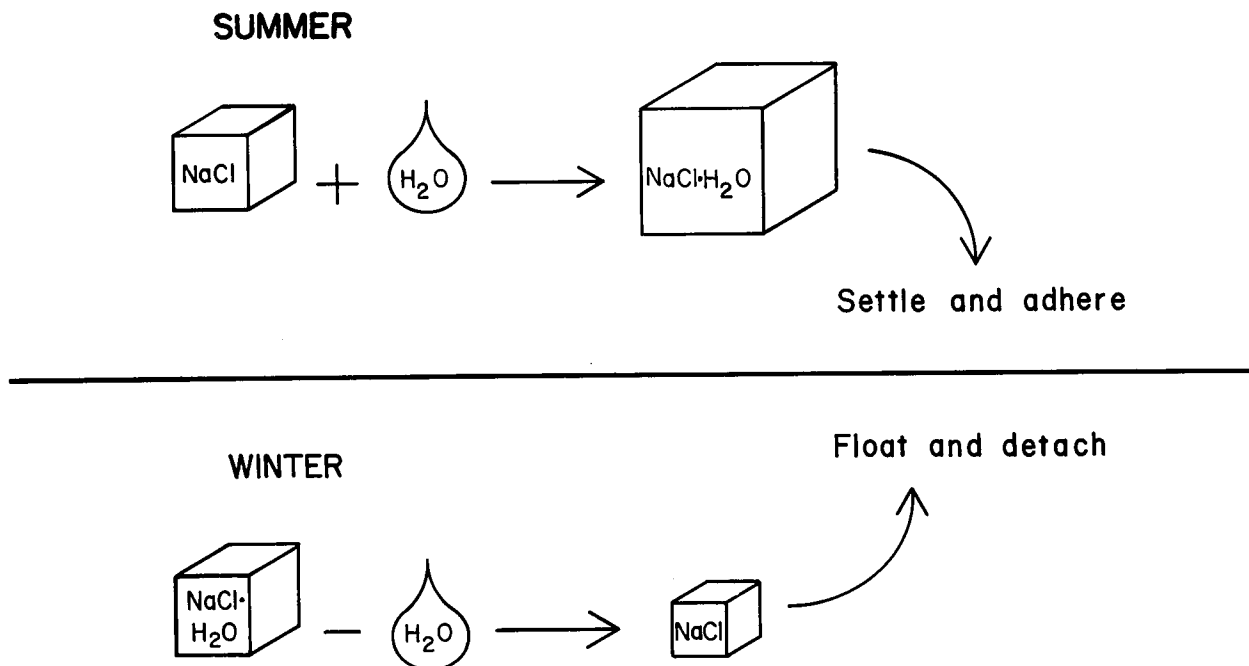 SUMMER
NaCl
+
H₂O
NaCl·H₂O
Settle and adhere
Float and detach
WINTER
NaCl·
H₂O
−
H₂O
NaCl